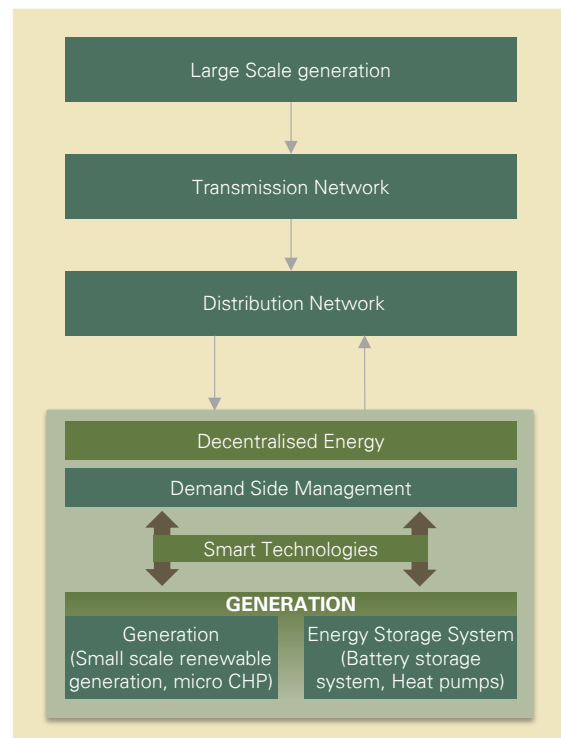 Large Scale generation
Transmission Network
Distribution Network
Decentralised Energy
Demand Side Management
Smart Technologies
GENERATION
Generation
(Small scale renewable
generation, micro CHP)
Energy Storage System
(Battery storage
system, Heat pumps)